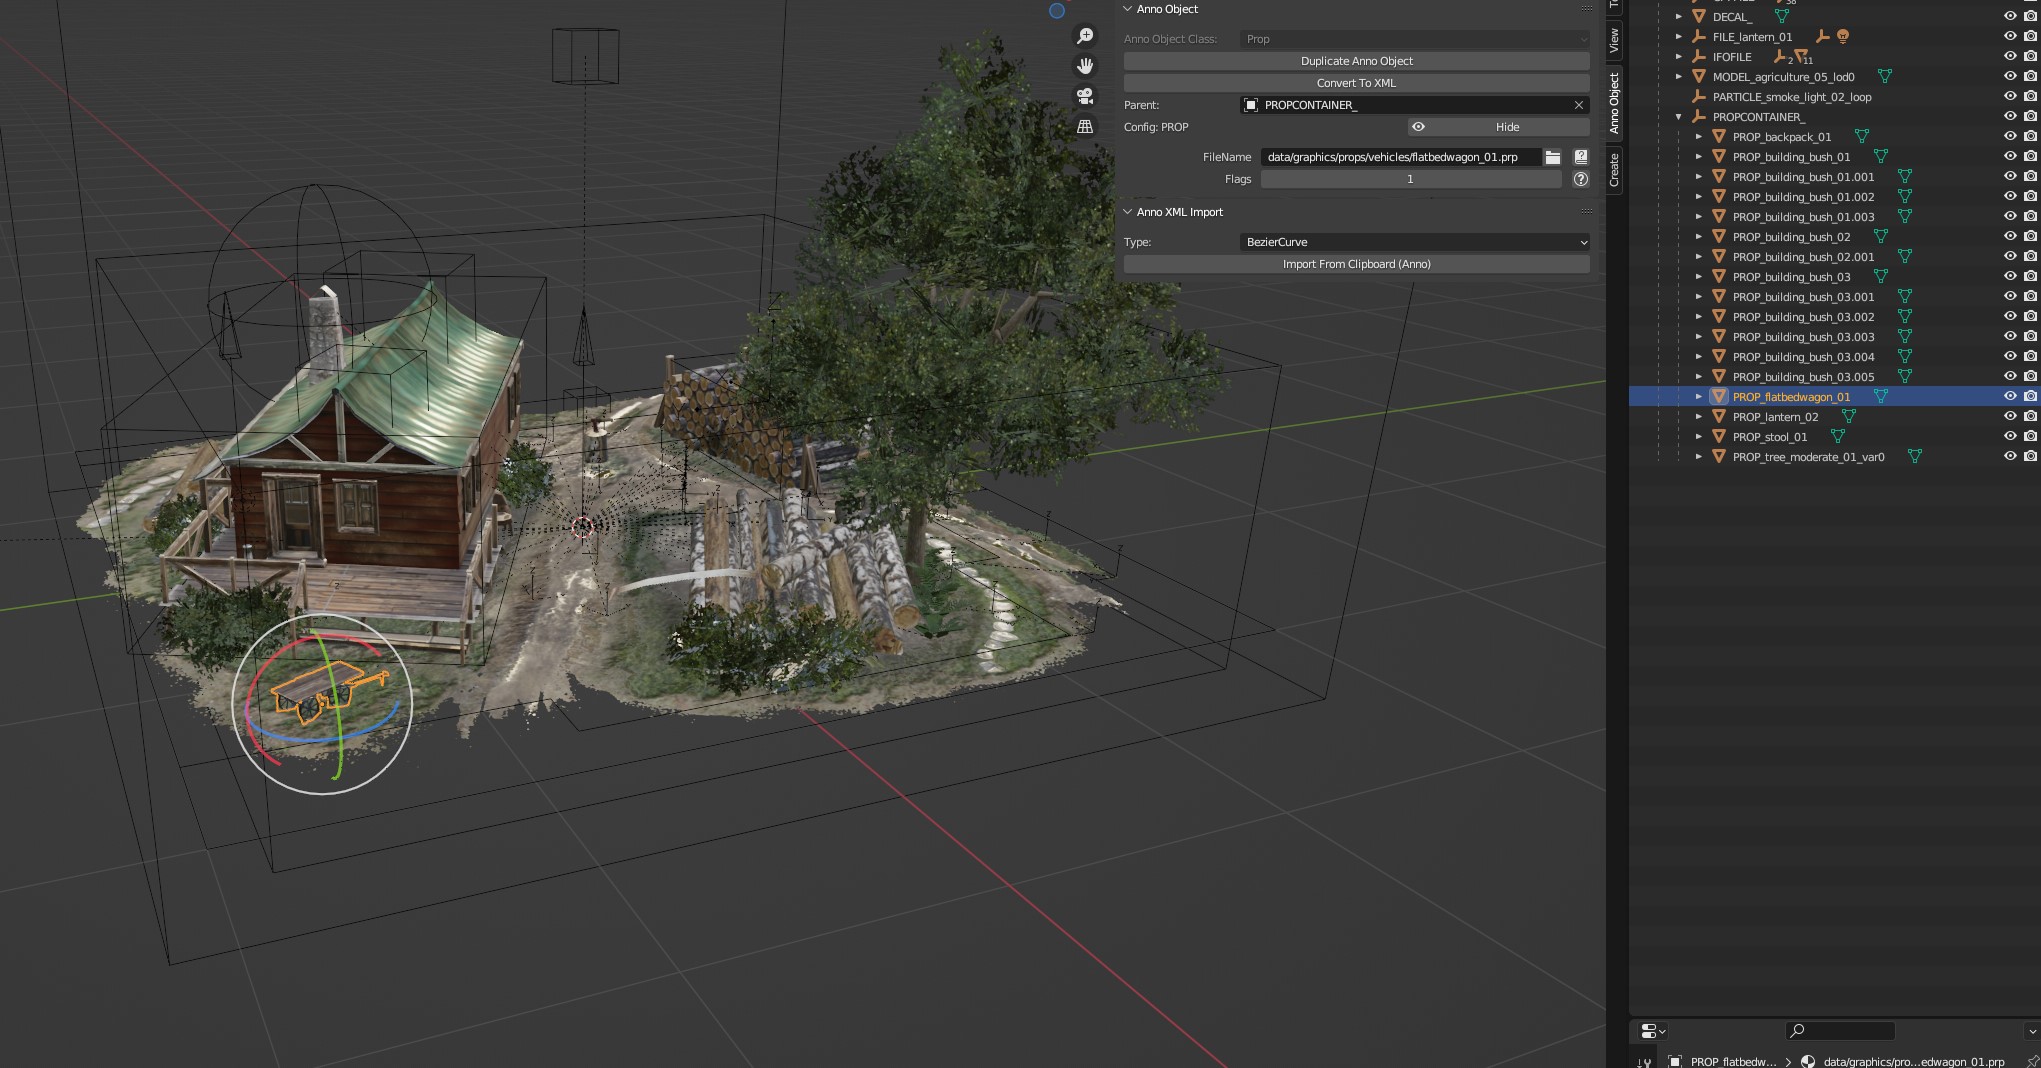 Anno Object
Anno Object Class: Prop
Duplicate Anno Object
Convert To XML
Parent: PROPCONTAINER_
Config: PROP Hide
FileName data/graphics/props/vehicles/flatbedwagon_01.prp
Flags 1
Anno XML Import
Type: BezierCurve
Import From Clipboard (Anno)
View
Anno Object
Create
DECAL_
FILE_lantern_01
IFOFILE 2 11
MODEL_agriculture_05_lod0
PARTICLE_smoke_light_02_loop
PROPCONTAINER_
PROP_backpack_01
PROP_building_bush_01
PROP_building_bush_01.001
PROP_building_bush_01.002
PROP_building_bush_01.003
PROP_building_bush_02
PROP_building_bush_02.001
PROP_building_bush_03
PROP_building_bush_03.001
PROP_building_bush_03.002
PROP_building_bush_03.003
PROP_building_bush_03.004
PROP_building_bush_03.005
PROP_flatbedwagon_01
PROP_lantern_02
PROP_stool_01
PROP_tree_moderate_01_var0
PROP_flatbedw... > data/graphics/pro...edwagon_01.prp